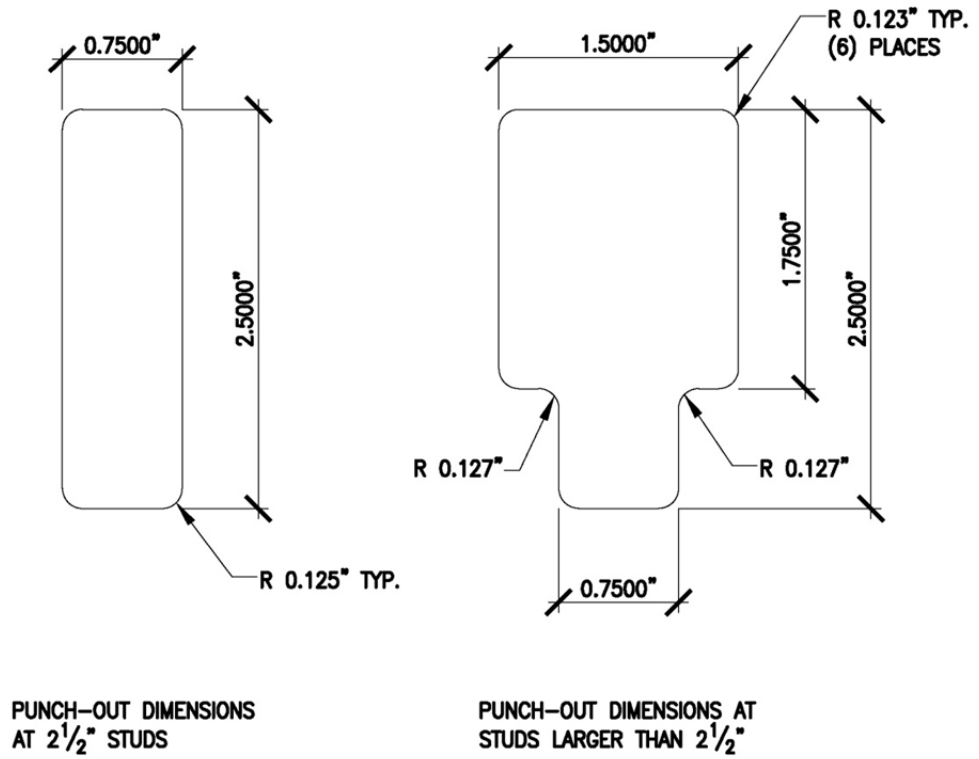 0.7500"
2.5000"
R 0.125" TYP.
PUNCH-OUT DIMENSIONS
AT 2 1/2" STUDS
1.5000"
R 0.123" TYP.
(6) PLACES
1.7500"
2.5000"
R 0.127"
R 0.127"
0.7500"
PUNCH-OUT DIMENSIONS AT
STUDS LARGER THAN 2 1/2"